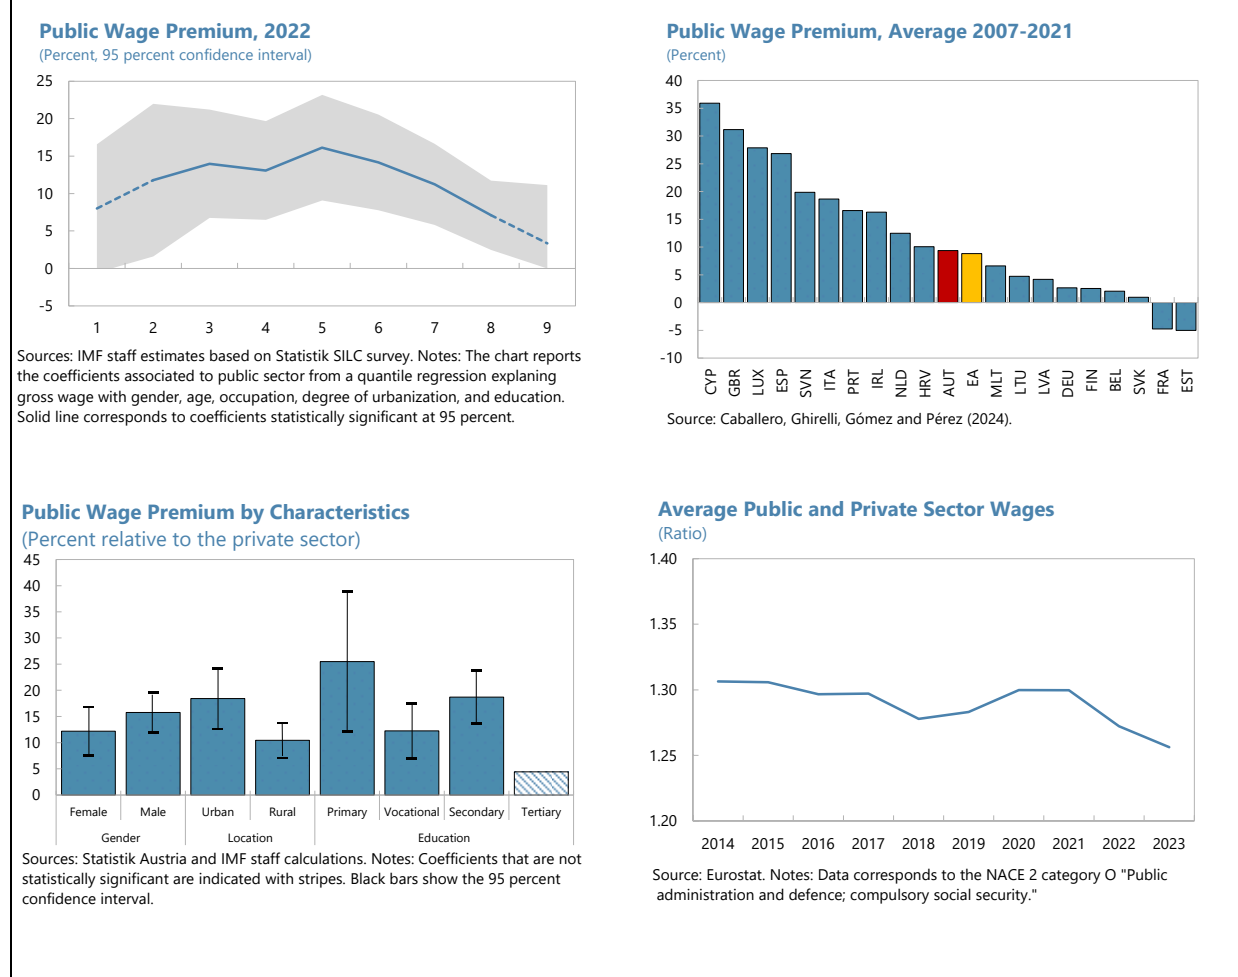 Public Wage Premium, 2022
(Percent, 95 percent confidence interval)
25
20
15
10
5
0
-5
1 2 3 4 5 6 7 8 9
Sources: IMF staff estimates based on Statistik SILC survey. Notes: The chart reports
the coefficients associated to public sector from a quantile regression explaning
gross wage with gender, age, occupation, degree of urbanization, and education.
Solid line corresponds to coefficients statistically significant at 95 percent.
Public Wage Premium, Average 2007-2021
(Percent)
40
35
30
25
20
15
10
5
0
-5
-10
CYP GBR LUX ESP SVN ITA PRT IRL NLD HRV AUT EA MLT LTU LVA DEU FIN BEL SVK FRA EST
Source: Caballero, Ghirelli, Gómez and Pérez (2024).
Public Wage Premium by Characteristics
(Percent relative to the private sector)
45
40
35
30
25
20
15
10
5
0
Female Male Urban Rural Primary Vocational Secondary Tertiary
Gender Location Education
Sources: Statistik Austria and IMF staff calculations. Notes: Coefficients that are not
statistically significant are indicated with stripes. Black bars show the 95 percent
confidence interval.
Average Public and Private Sector Wages
(Ratio)
1.40
1.35
1.30
1.25
1.20
2014 2015 2016 2017 2018 2019 2020 2021 2022 2023
Source: Eurostat. Notes: Data corresponds to the NACE 2 category O "Public
administration and defence; compulsory social security."